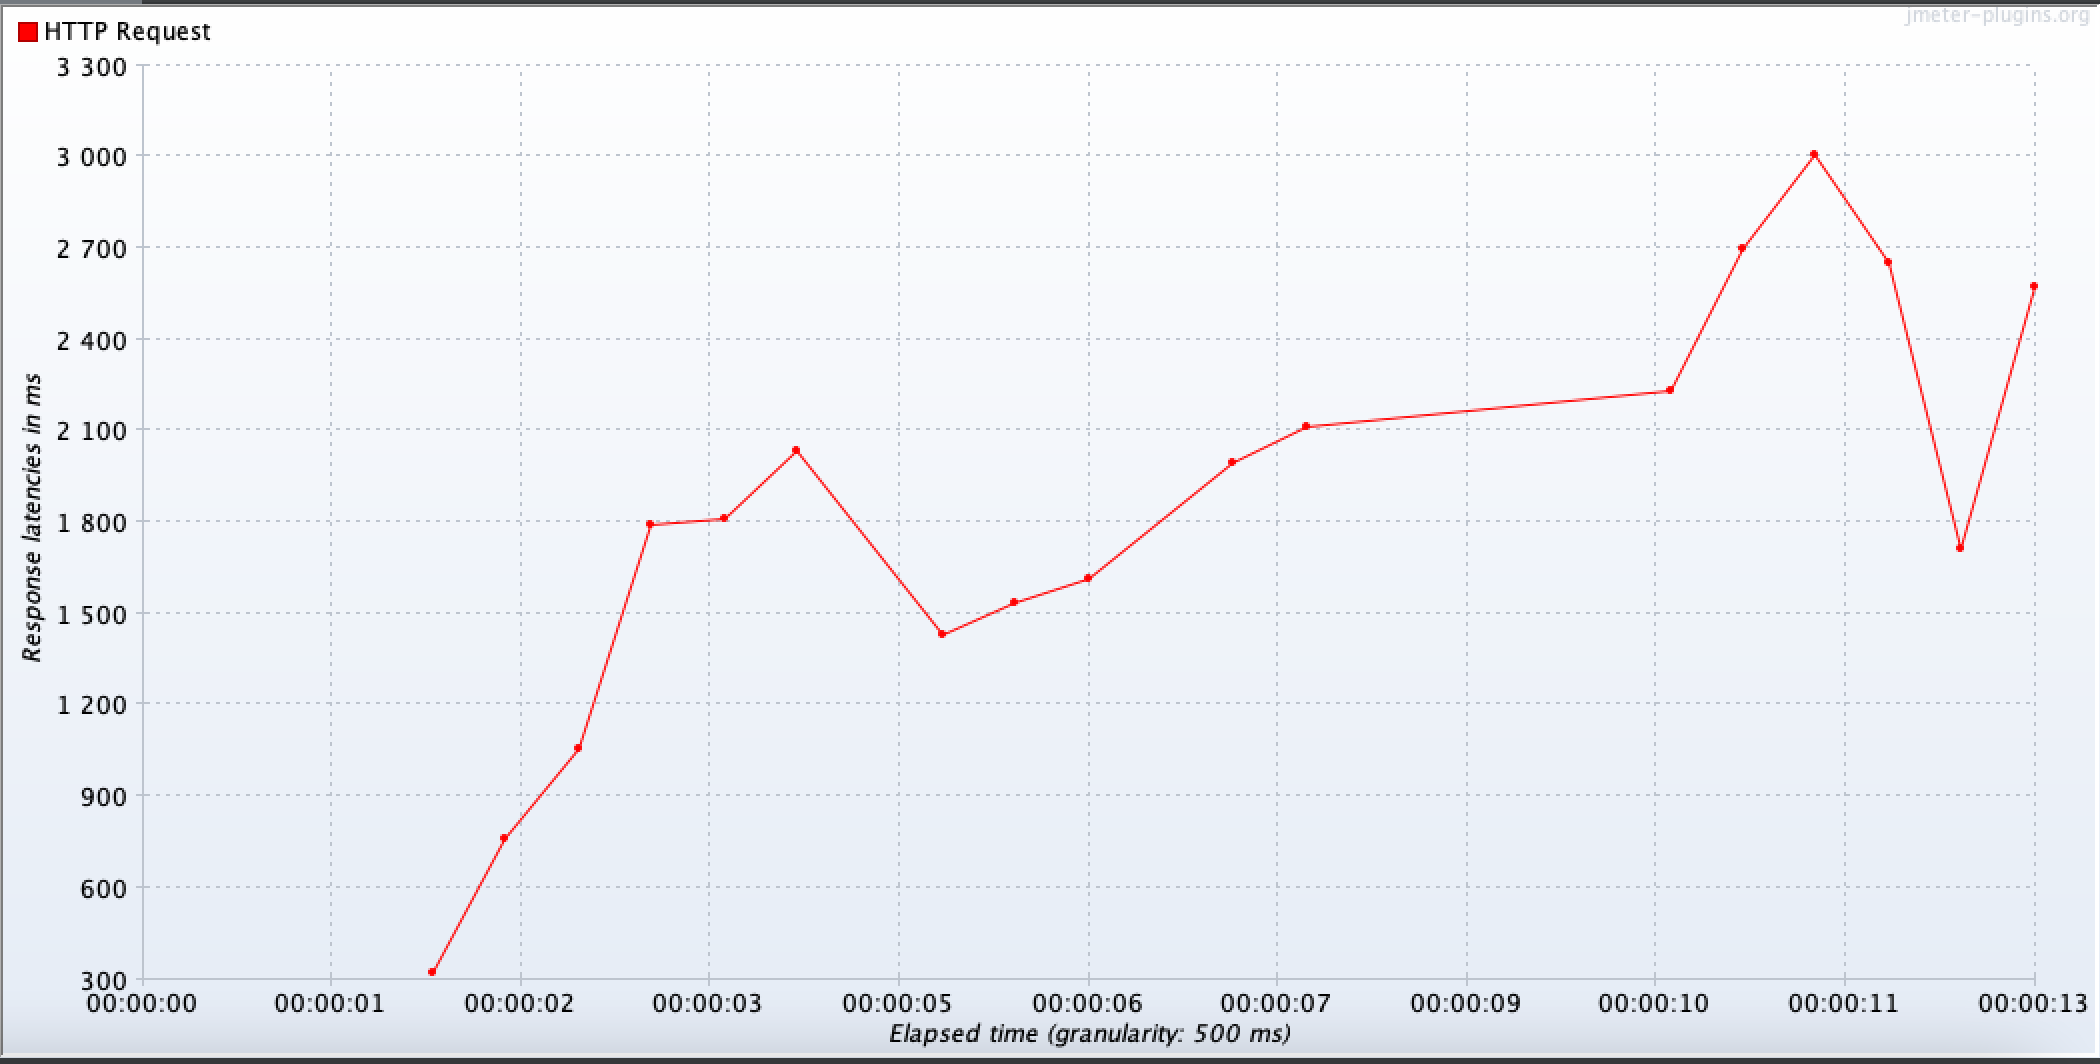 jmeter-plugins.org
HTTP Request
3 300
3 000
2 700
2 400
2 100
1 800
1 500
1 200
900
600
300
Response latencies in ms
00:00:00 00:00:01 00:00:02 00:00:03 00:00:05 00:00:06 00:00:07 00:00:09 00:00:10 00:00:11 00:00:13
Elapsed time (granularity: 500 ms)